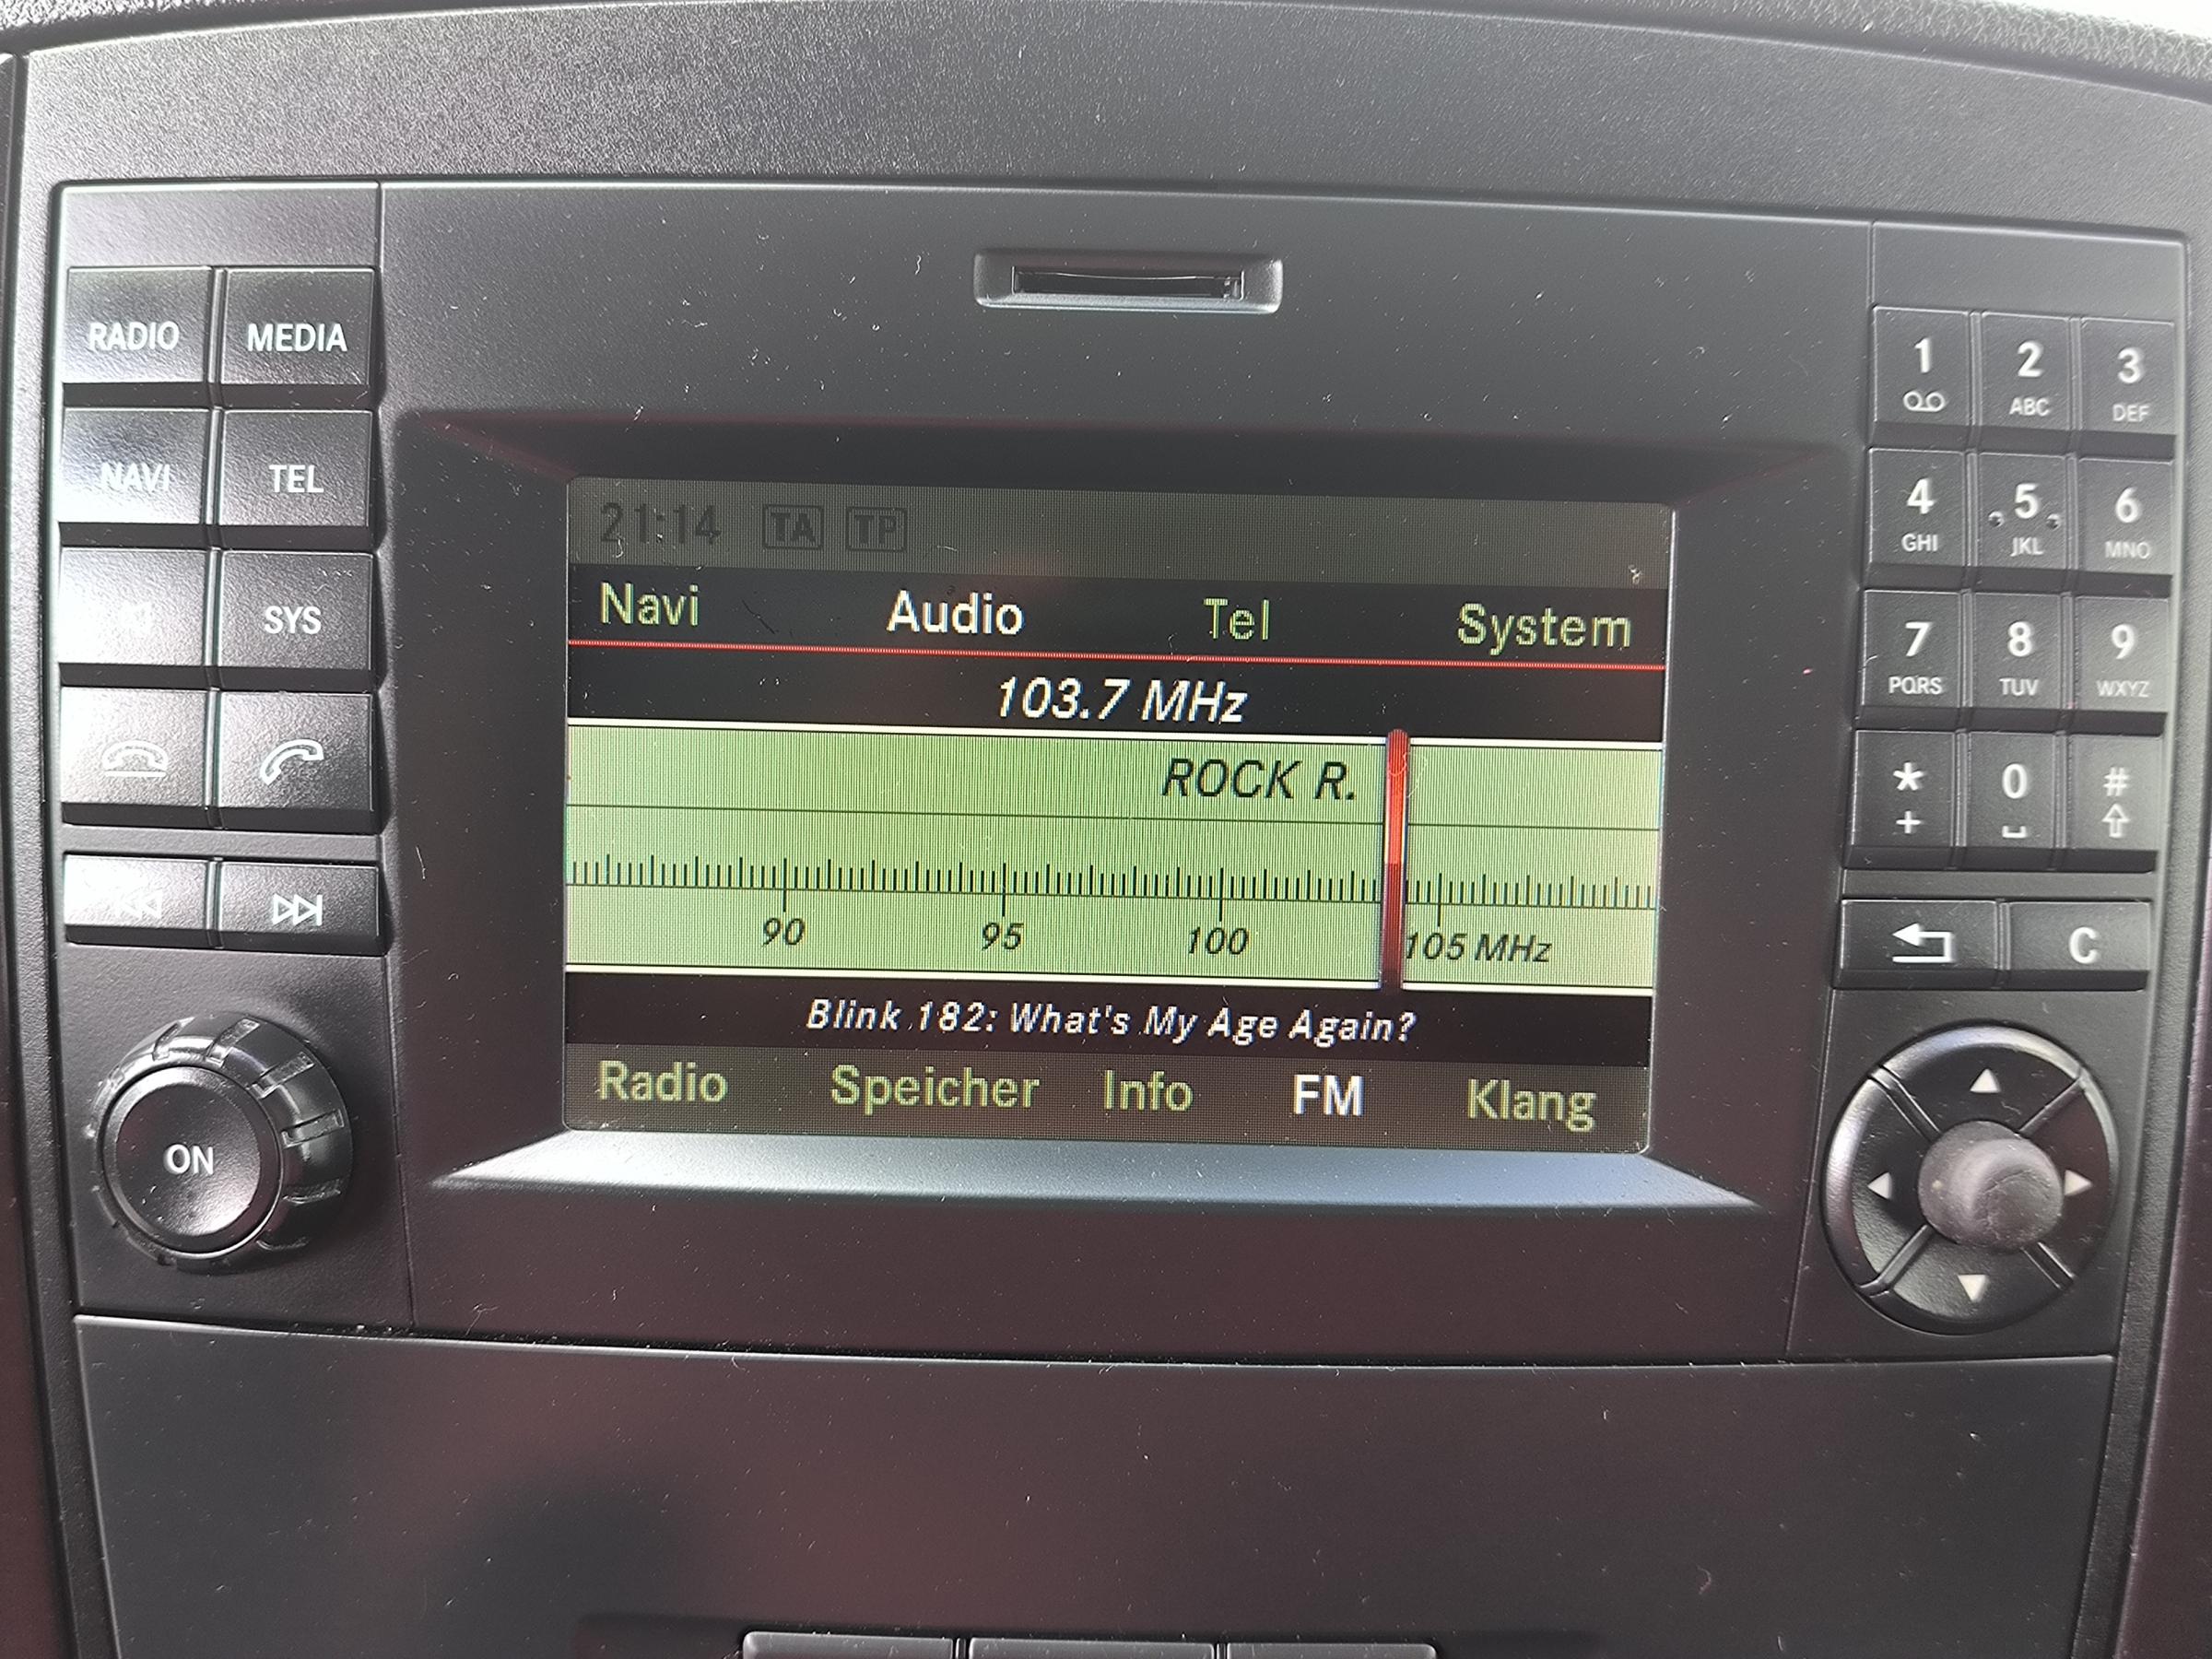 RADIO MEDIA
NAVI TEL
SYS
ON
21:14 TA TP
Navi Audio Tel System
103.7 MHz
ROCK R.
90 95 100 105 MHz
Blink 182: What's My Age Again?
Radio Speicher Info FM Klang
1 2 3
ABC DEF
4 5 6
GHI JKL MNO
7 8 9
PQRS TUV WXYZ
* 0 #
+
C